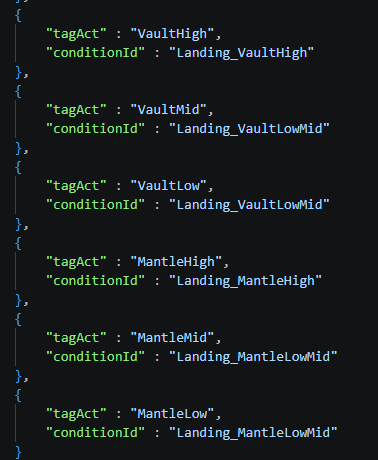 },
{
    "tagAct" : "VaultHigh",
    "conditionId" : "Landing_VaultHigh"
},
{
    "tagAct" : "VaultMid",
    "conditionId" : "Landing_VaultLowMid"
},
{
    "tagAct" : "VaultLow",
    "conditionId" : "Landing_VaultLowMid"
},
{
    "tagAct" : "MantleHigh",
    "conditionId" : "Landing_MantleHigh"
},
{
    "tagAct" : "MantleMid",
    "conditionId" : "Landing_MantleLowMid"
},
{
    "tagAct" : "MantleLow",
    "conditionId" : "Landing_MantleLowMid"
}